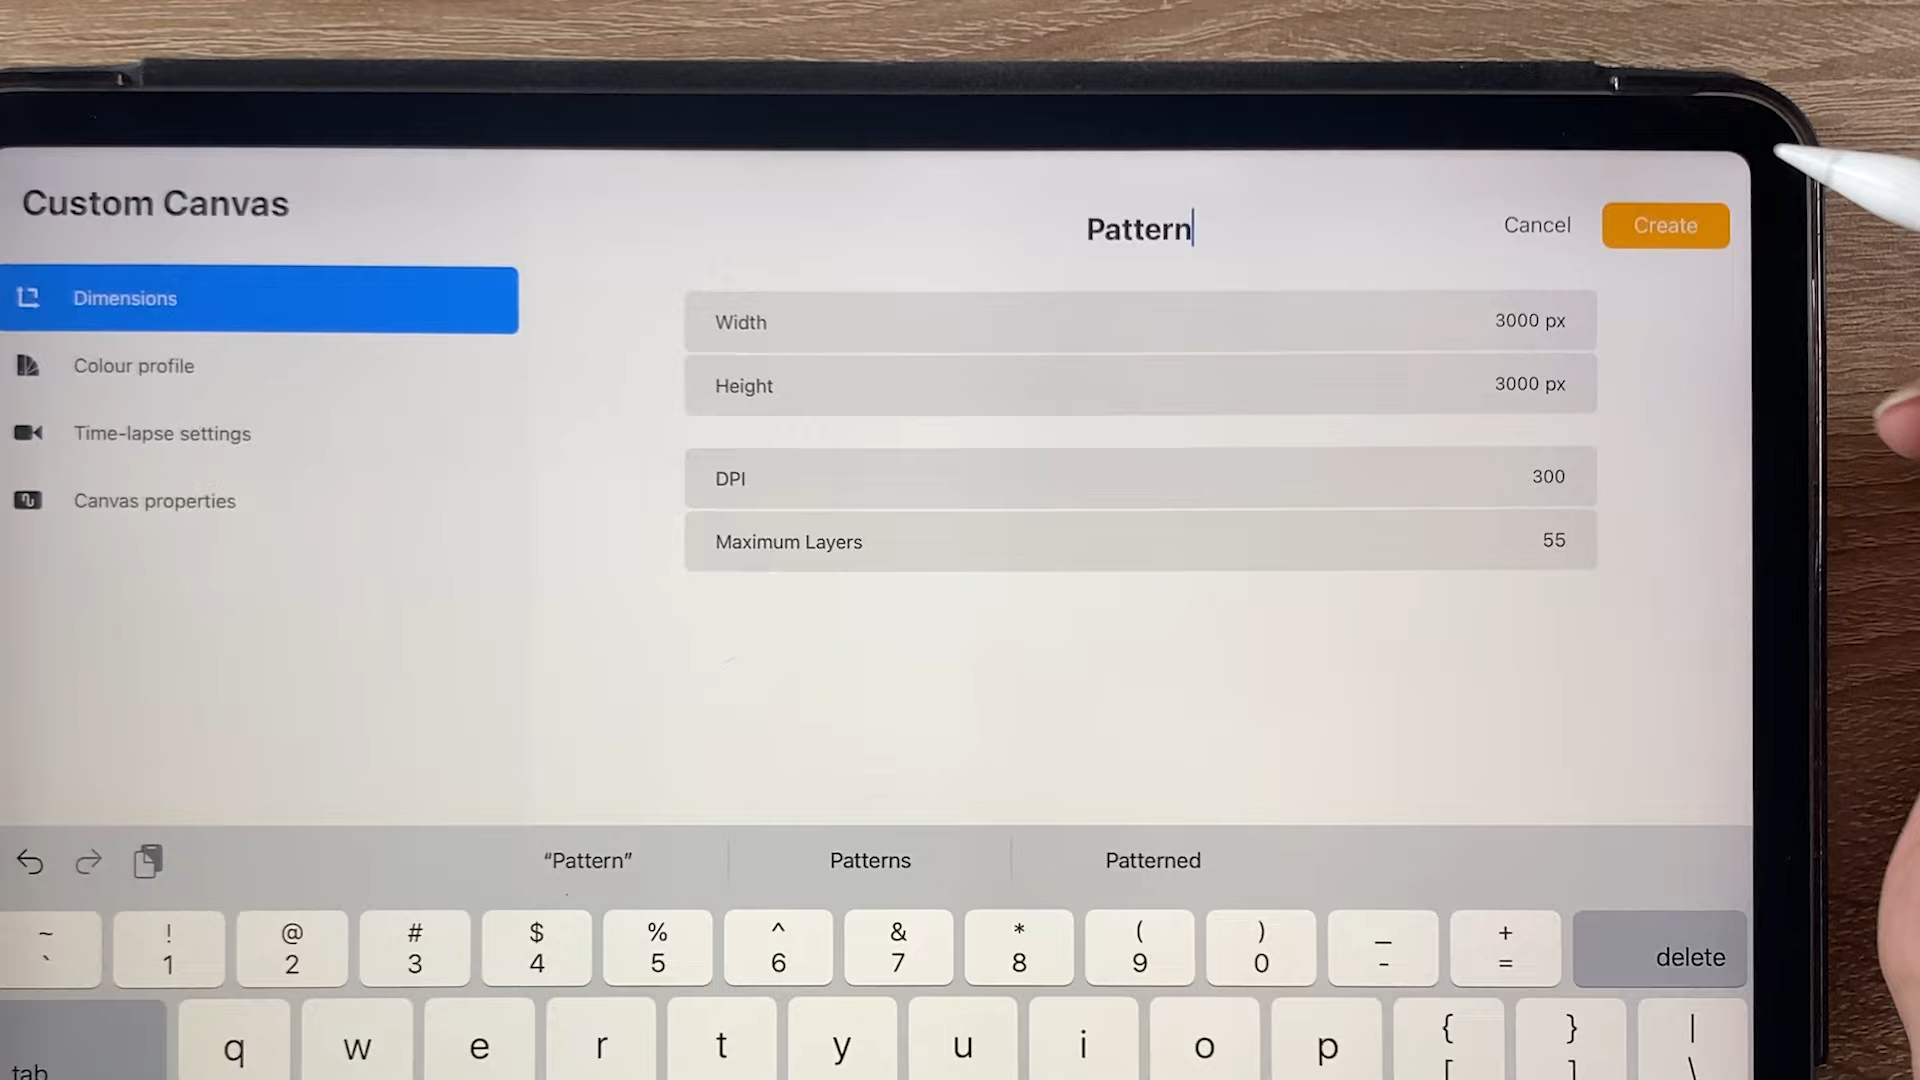 Custom Canvas
Pattern
Cancel
Create
Dimensions
Colour profile
Time-lapse settings
Canvas properties
Width 3000 px
Height 3000 px
DPI 300
Maximum Layers 55
“Pattern” Patterns Patterned
~ ! @ # $ % ^ & * ( ) _ +
` 1 2 3 4 5 6 7 8 9 0 - = delete
{ } |
tab q w e r t y u i o p [ ] \